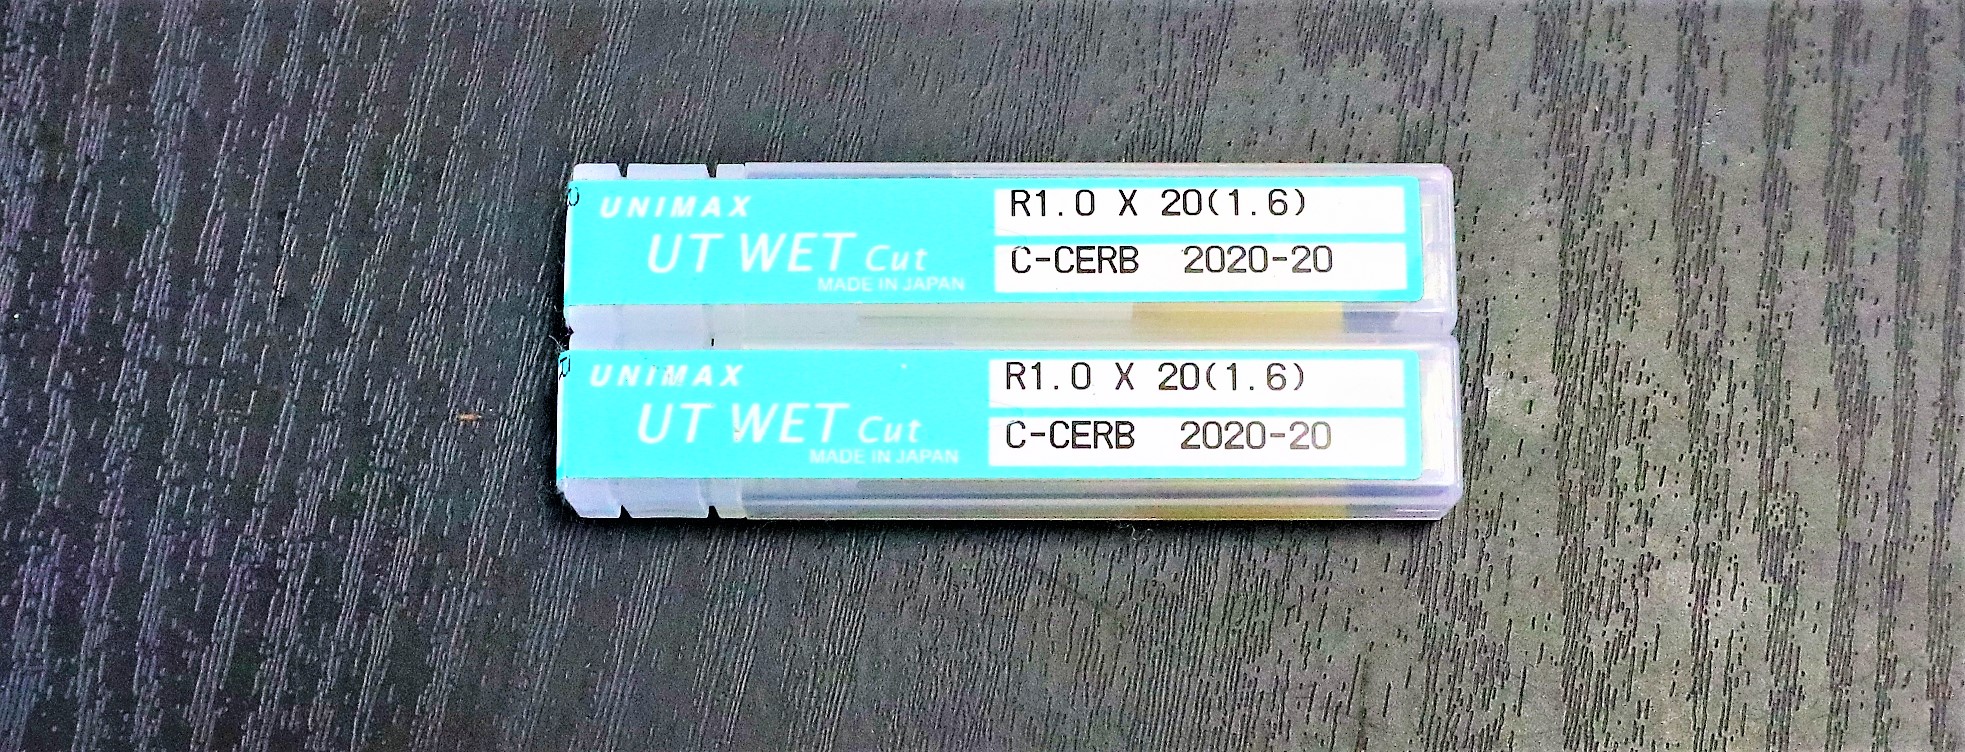 UNIMAX
UT WET Cut
MADE IN JAPAN
R1.0 X 20(1.6)
C-CERB 2020-20
UNIMAX
UT WET Cut
MADE IN JAPAN
R1.0 X 20(1.6)
C-CERB 2020-20